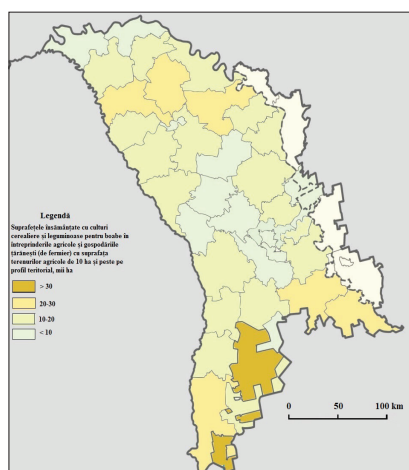 Legendă
Suprafețele însămânțate cu culturi
cerealiere și leguminoase pentru boabe în
întreprinderile agricole și gospodăriile
țărănești (de fermier) cu suprafața
terenurilor agricole de 10 ha și peste pe
profil teritorial, mii ha
> 30
20-30
10-20
< 10
0 50 100 km